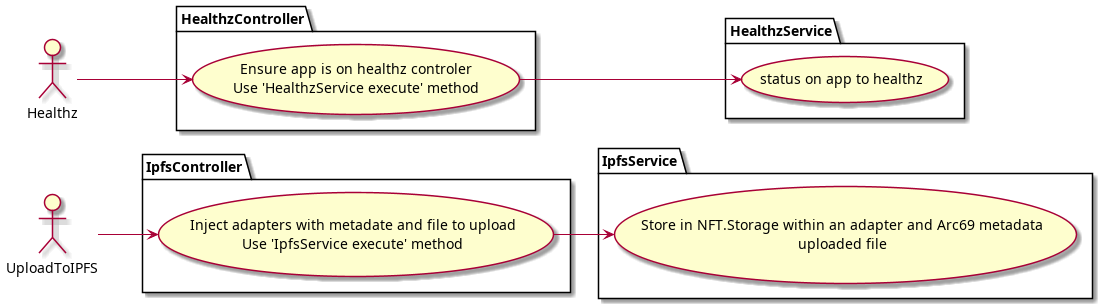 HealthzController
HealthzService
Ensure app is on healthz controler
Use 'HealthzService execute' method
status on app to healthz
Healthz
IpfsController
IpfsService
Inject adapters with metadate and file to upload
Use 'IpfsService execute' method
Store in NFT.Storage within an adapter and Arc69 metadata
uploaded file
UploadToIPFS